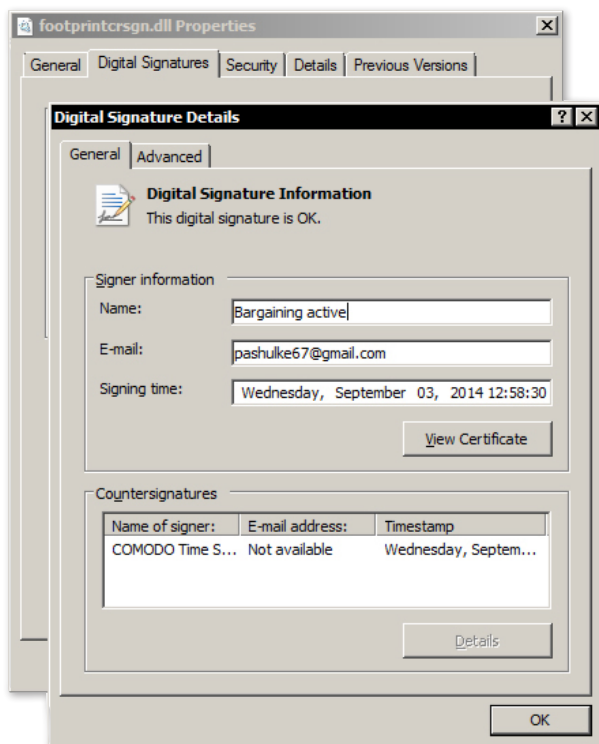 footprintcrsgn.dll Properties
General Digital Signatures Security Details Previous Versions
Digital Signature Details
General Advanced
Digital Signature Information
This digital signature is OK.
Signer information
Name: Bargaining active
E-mail: pashulke67@gmail.com
Signing time: Wednesday, September 03, 2014 12:58:30
View Certificate
Countersignatures
Name of signer: E-mail address: Timestamp
COMODO Time S... Not available Wednesday, Septem...
Details
OK